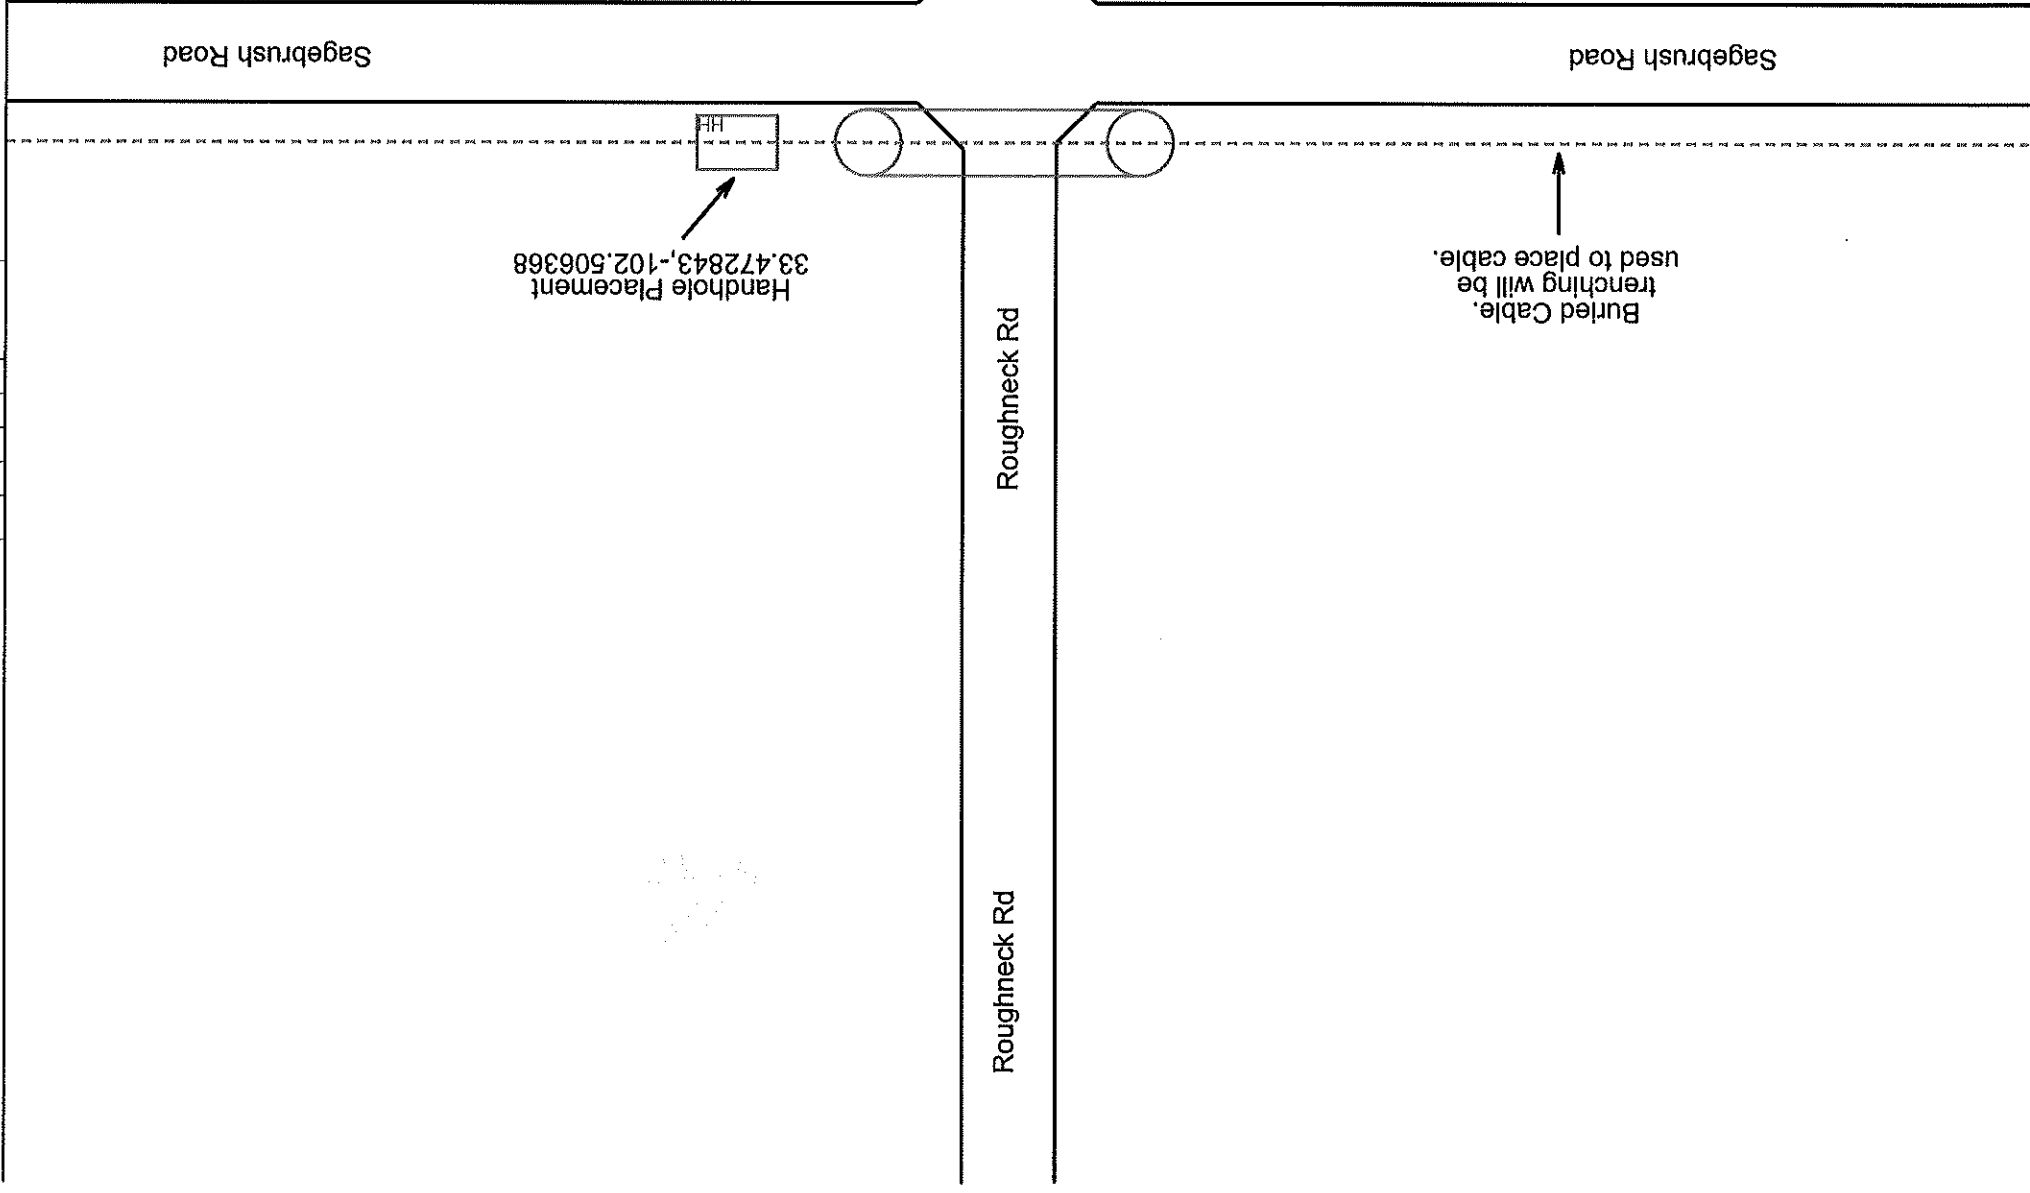 Sagebrush Road
Sagebrush Road
HH
Handhole Placement
33.472843,-102.506368
Buried Cable.
trenching will be
used to place cable.
Roughneck Rd
Roughneck Rd